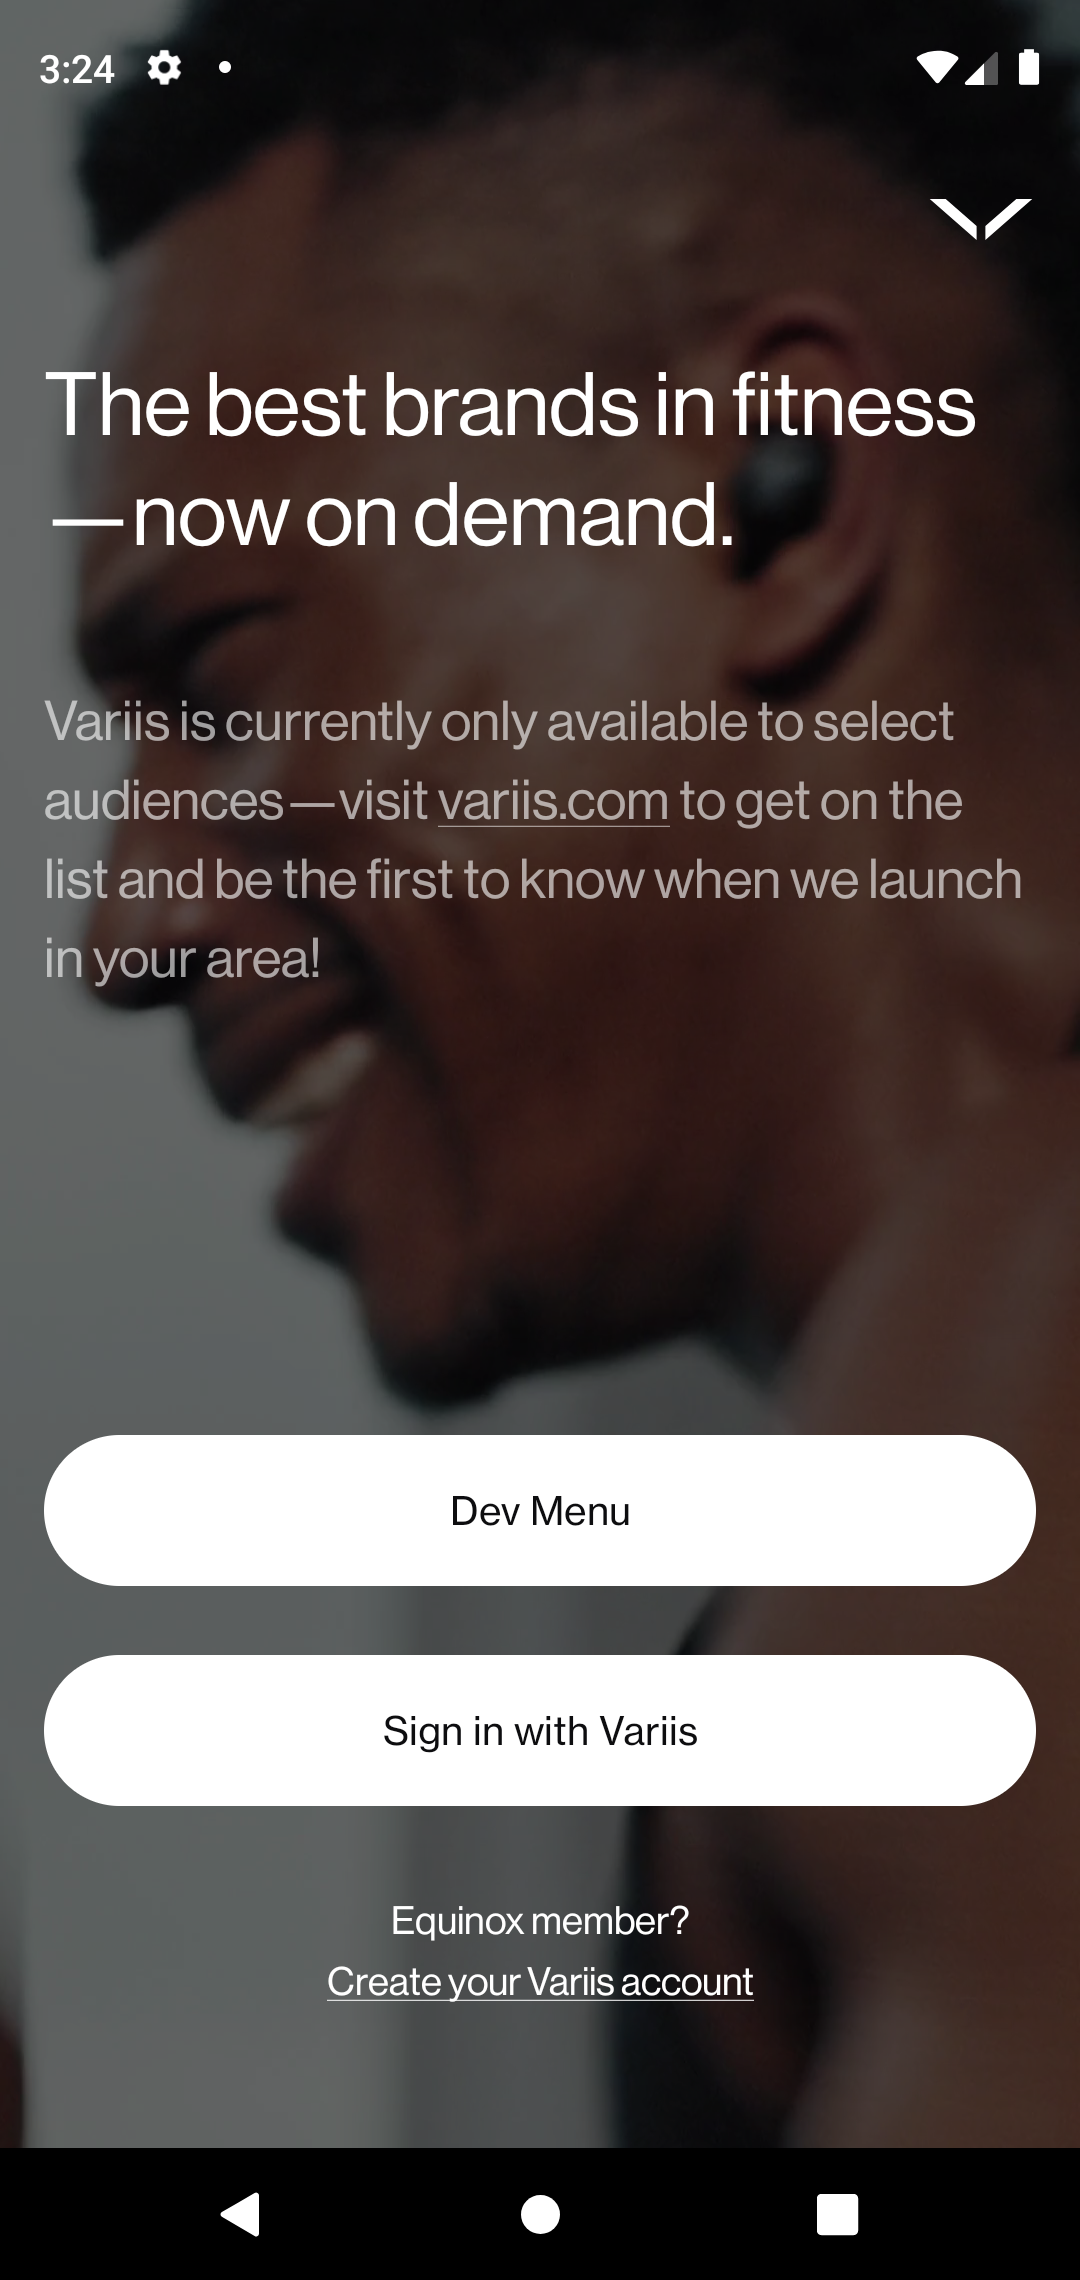 3:24
The best brands in fitness
—now on demand.
Variis is currently only available to select
audiences—visit variis.com to get on the
list and be the first to know when we launch
in your area!
Dev Menu
Sign in with Variis
Equinox member?
Create your Variis account